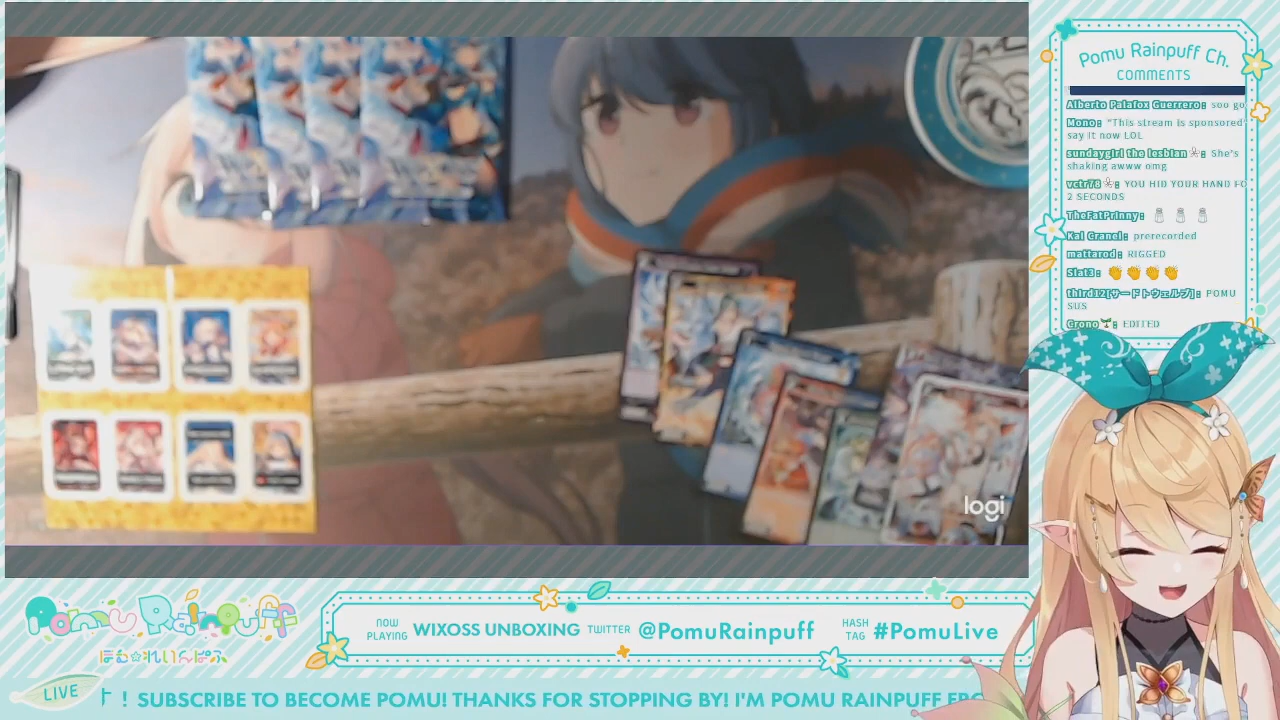 Pomu Rainpuff Ch.
COMMENTS
Alberto Palafox Guerrero: soo go
Mono: "This stream is sponsored"
say it now LOL
sundaygirl the lesbian: She's
shaking awww omg
vctr78: YOU HID YOUR HAND FO
2 SECONDS
TheFatPrinny:
Kal Cranel: prerecorded
mattarod: RIGGED
Slat3: 👏👏👏👏
third12[サードトウェルブ]: POMU
SUS
Crono: EDITED
logi
Pomu Rainpuff
ぽむ☆れいんぱふ
NOW
PLAYING
WIXOSS UNBOXING
TWITTER
@PomuRainpuff
HASH
TAG
#PomuLive
LIVE
! SUBSCRIBE TO BECOME POMU! THANKS FOR STOPPING BY! I'M POMU RAINPUFF FRO